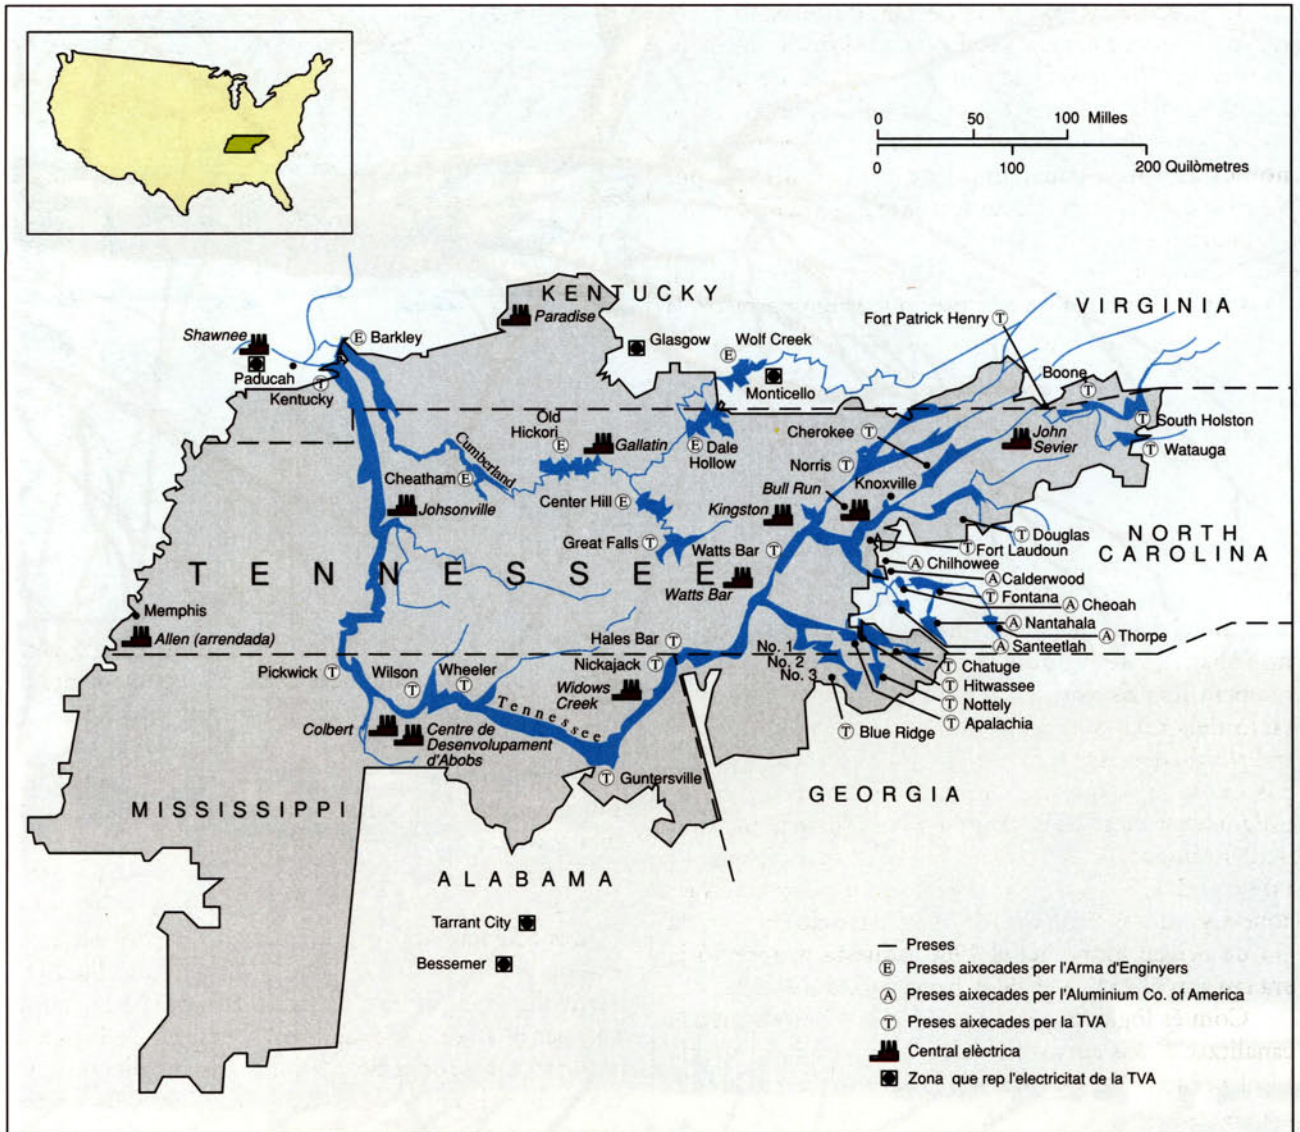 0 50 100 Milles
0 100 200 Quilòmetres
KENTUCKY
VIRGINIA
Paradise
Fort Patrick Henry T
Shawnee
E Barkley
Glasgow
Wolf Creek
E
Paducah
T
Kentucky
Monticello
Boone
T
Old
Hickori
E
Gallatin
E Dale
Hollow
Cherokee T
John
Sevier
T
South Holston
T
Watauga
Cumberland
Norris T
Cheatham E
Bull Run
Knoxville
Johsonville
Center Hill E
Kingston
Great Falls T
Watts Bar
T
T Douglas
T
Fort Laudoun
NORTH
CAROLINA
A Chilhowee
TENNESSEE
Watts Bar
A Calderwood
T Fontana
A Cheoah
A Nantahala
A Thorpe
A Santeetlah
Memphis
Allen (arrendada)
Hales Bar
T
No. 1
No. 2
No. 3
Pickwick T
Wilson
T
Wheeler
T
Nickajack T
T Chatuge
T Hitwassee
T Nottely
T Apalachia
Widows
Creek
Tennessee
T Blue Ridge
Colbert
Centre de
Desenvolupament
d'Abobs
T
Guntersville
MISSISSIPPI
GEORGIA
ALABAMA
Tarrant City
Bessemer
Preses
E Preses aixecades per l'Arma d'Enginyers
A Preses aixecades per l'Aluminium Co. of America
T Preses aixecades per la TVA
Central elèctrica
Zona que rep l'electricitat de la TVA